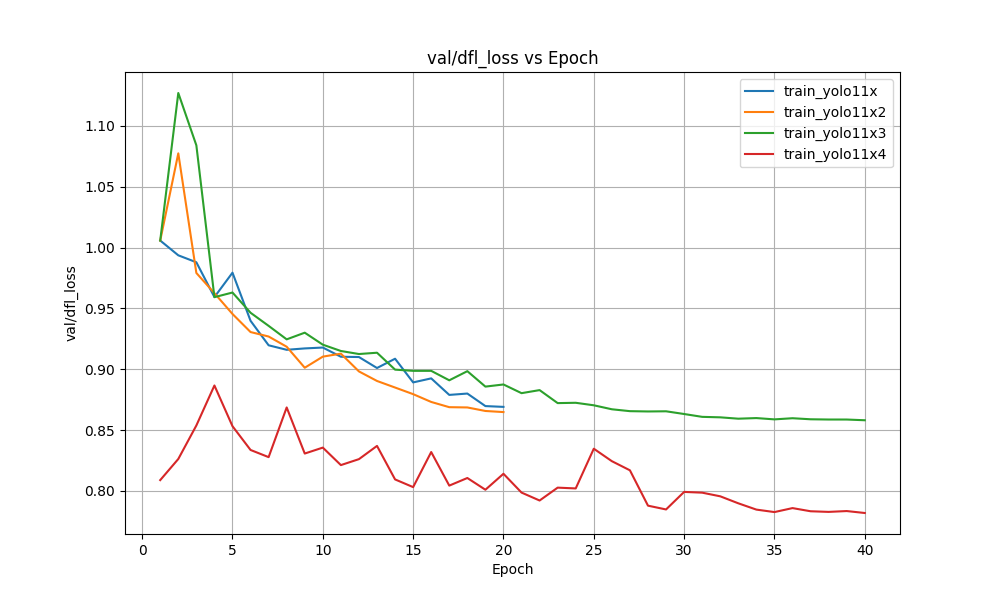 val/dfl_loss vs Epoch
train_yolo11x
train_yolo11x2
train_yolo11x3
train_yolo11x4
val/dfl_loss
1.10
1.05
1.00
0.95
0.90
0.85
0.80
0 5 10 15 20 25 30 35 40
Epoch